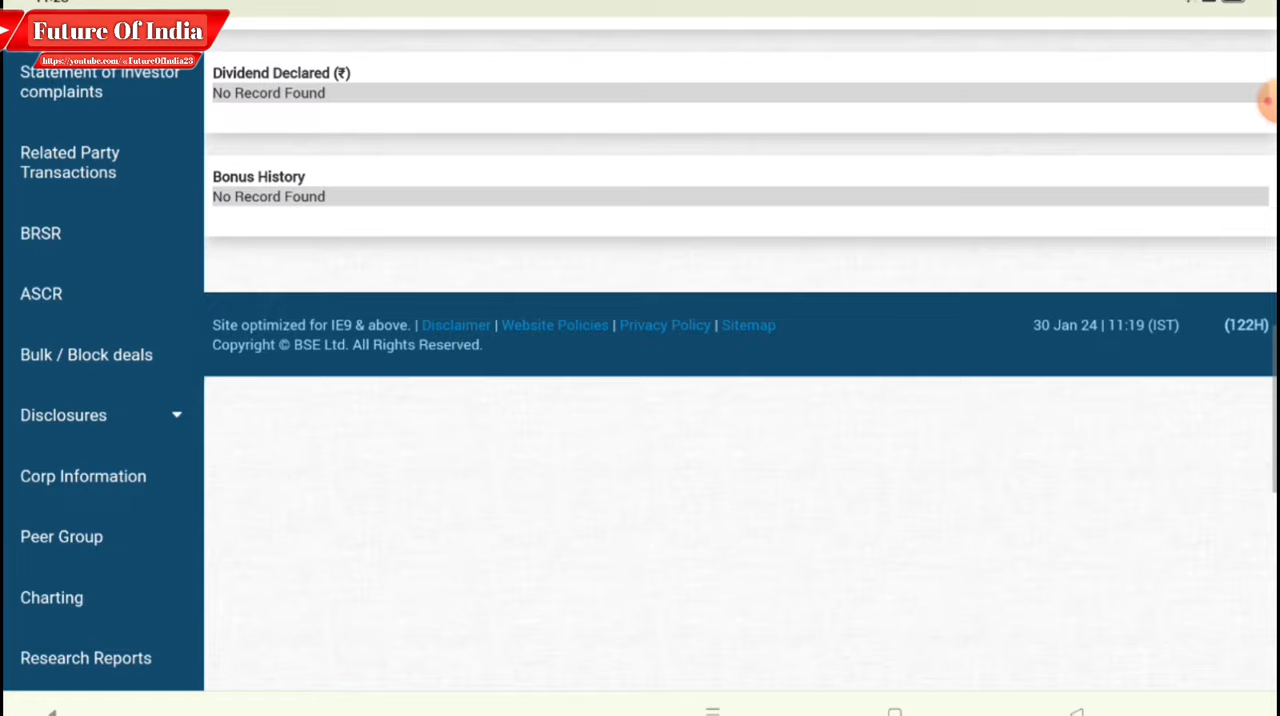 Future Of India
https://youtube.com/@FutureOfIndia23
Statement of Investor
complaints
Related Party
Transactions
BRSR
ASCR
Bulk / Block deals
Disclosures
Corp Information
Peer Group
Charting
Research Reports
Dividend Declared (₹)
No Record Found
Bonus History
No Record Found
Site optimized for IE9 & above. | Disclaimer | Website Policies | Privacy Policy | Sitemap
Copyright © BSE Ltd. All Rights Reserved.
30 Jan 24 | 11:19 (IST) (122H)